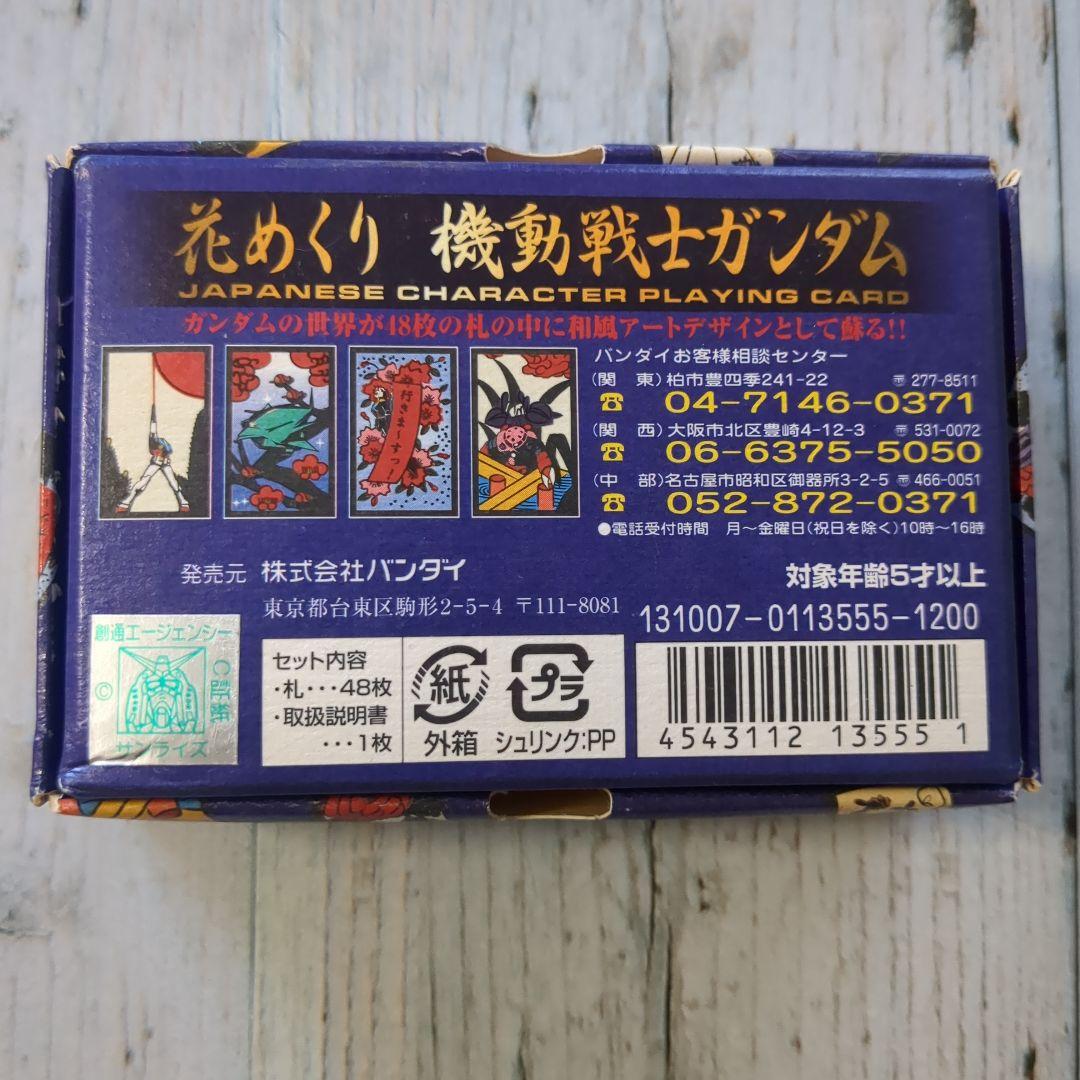 花めくり 機動戦士ガンダム
JAPANESE CHARACTER PLAYING CARD
ガンダムの世界が48枚の札の中に和風アートデザインとして蘇る!!
行きまーすっ
バンダイお客様相談センター
(関 東)柏市豊四季241-22 〒277-8511
☎ 04-7146-0371
(関 西)大阪市北区豊崎4-12-3 〒531-0072
☎ 06-6375-5050
(中 部)名古屋市昭和区御器所3-2-5 〒466-0051
☎ 052-872-0371
●電話受付時間 月〜金曜日(祝日を除く)10時〜16時
発売元 株式会社バンダイ
東京都台東区駒形2-5-4 〒111-8081
対象年齢5才以上
131007-0113555-1200
創通エージェンシー
©
C証紙
サンライズ
セット内容
・札・・・48枚
・取扱説明書
・・・1枚
紙
外箱
プラ
シュリンク:PP
4543112 135551